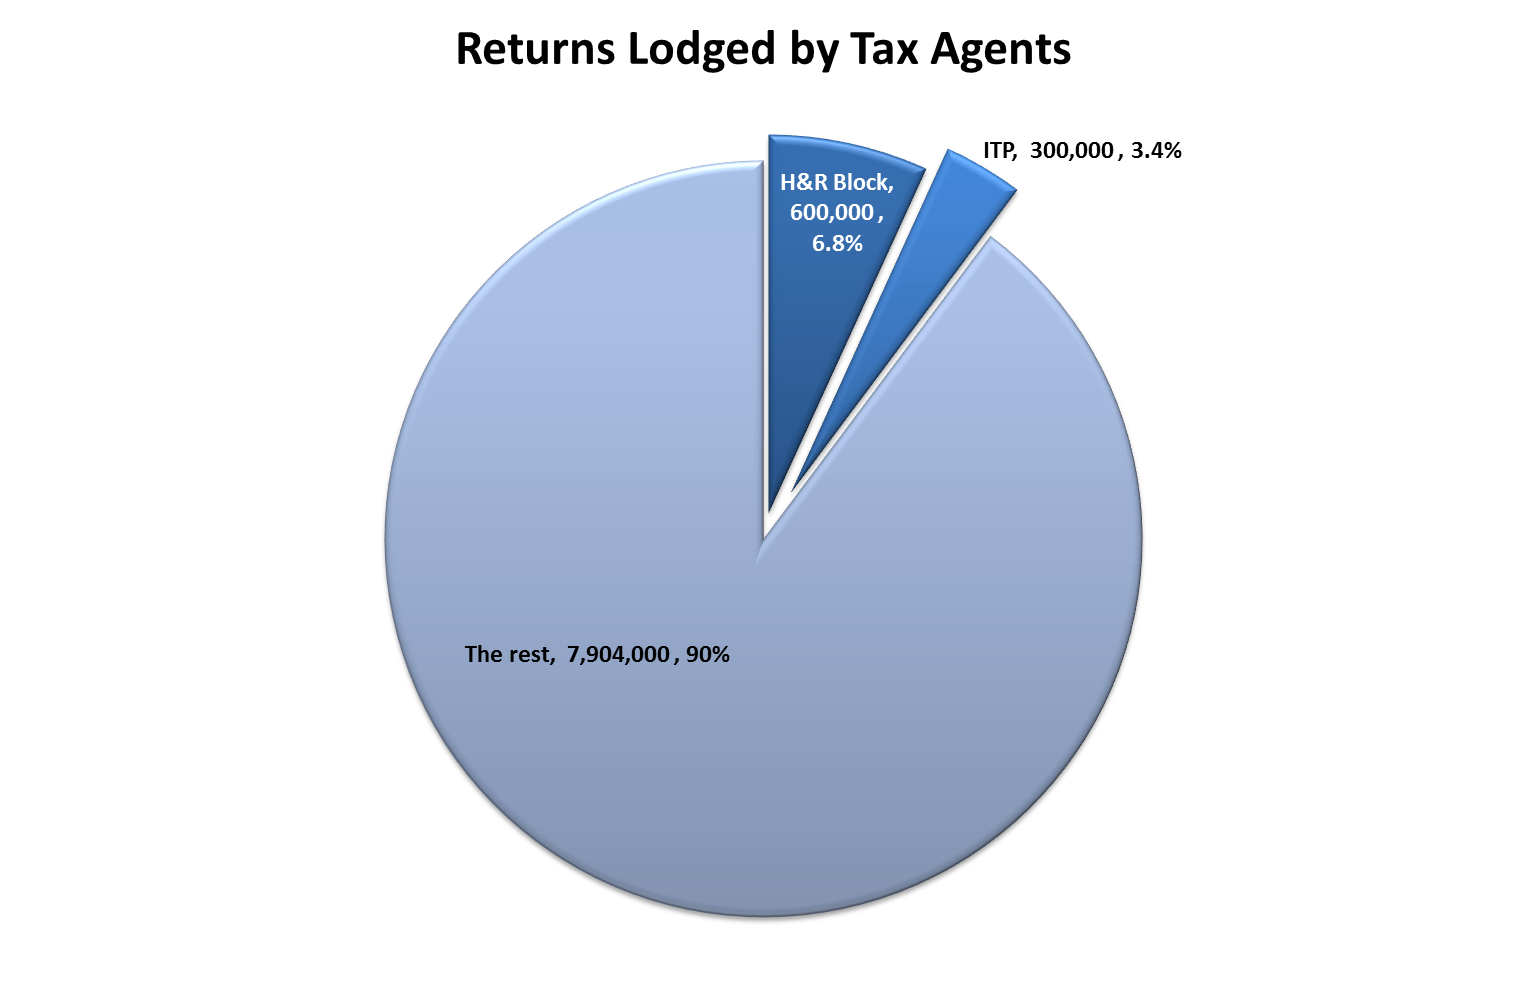 Returns Lodged by Tax Agents
ITP,  300,000 , 3.4%
H&R Block,
600,000 ,
6.8%
The rest,  7,904,000 , 90%